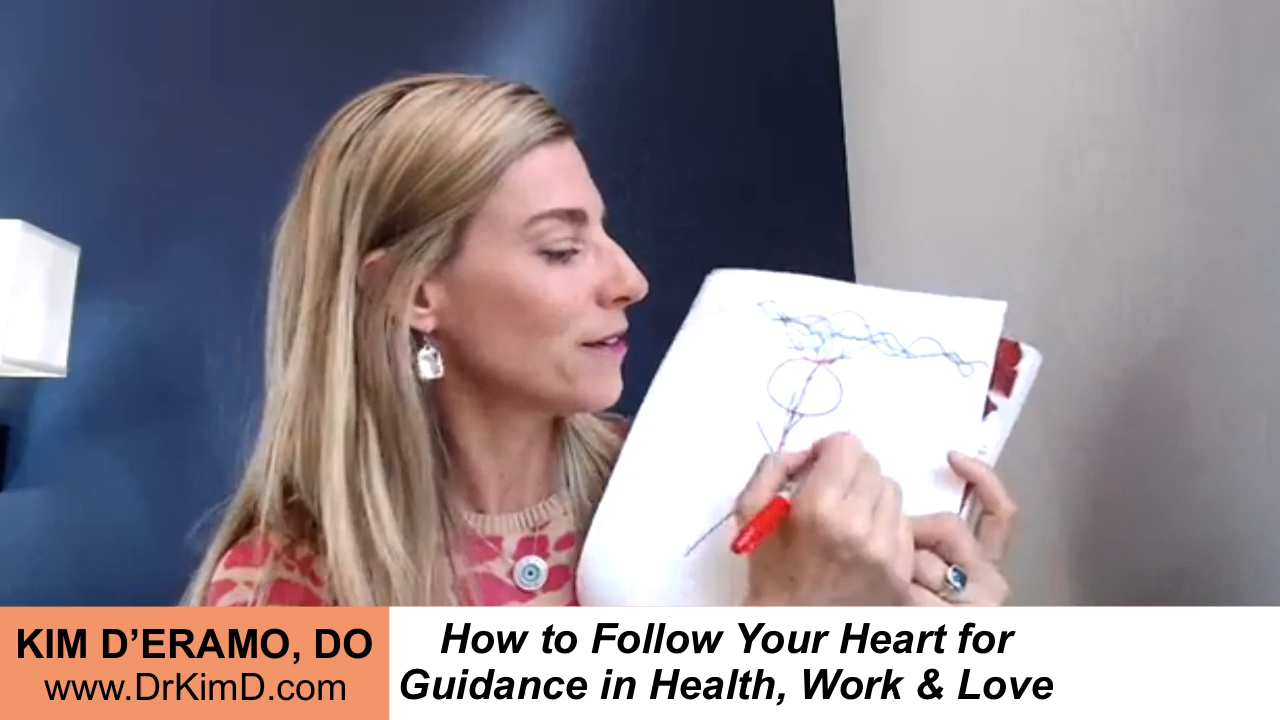 KIM D’ERAMO, DO
www.DrKimD.com
How to Follow Your Heart for
Guidance in Health, Work & Love